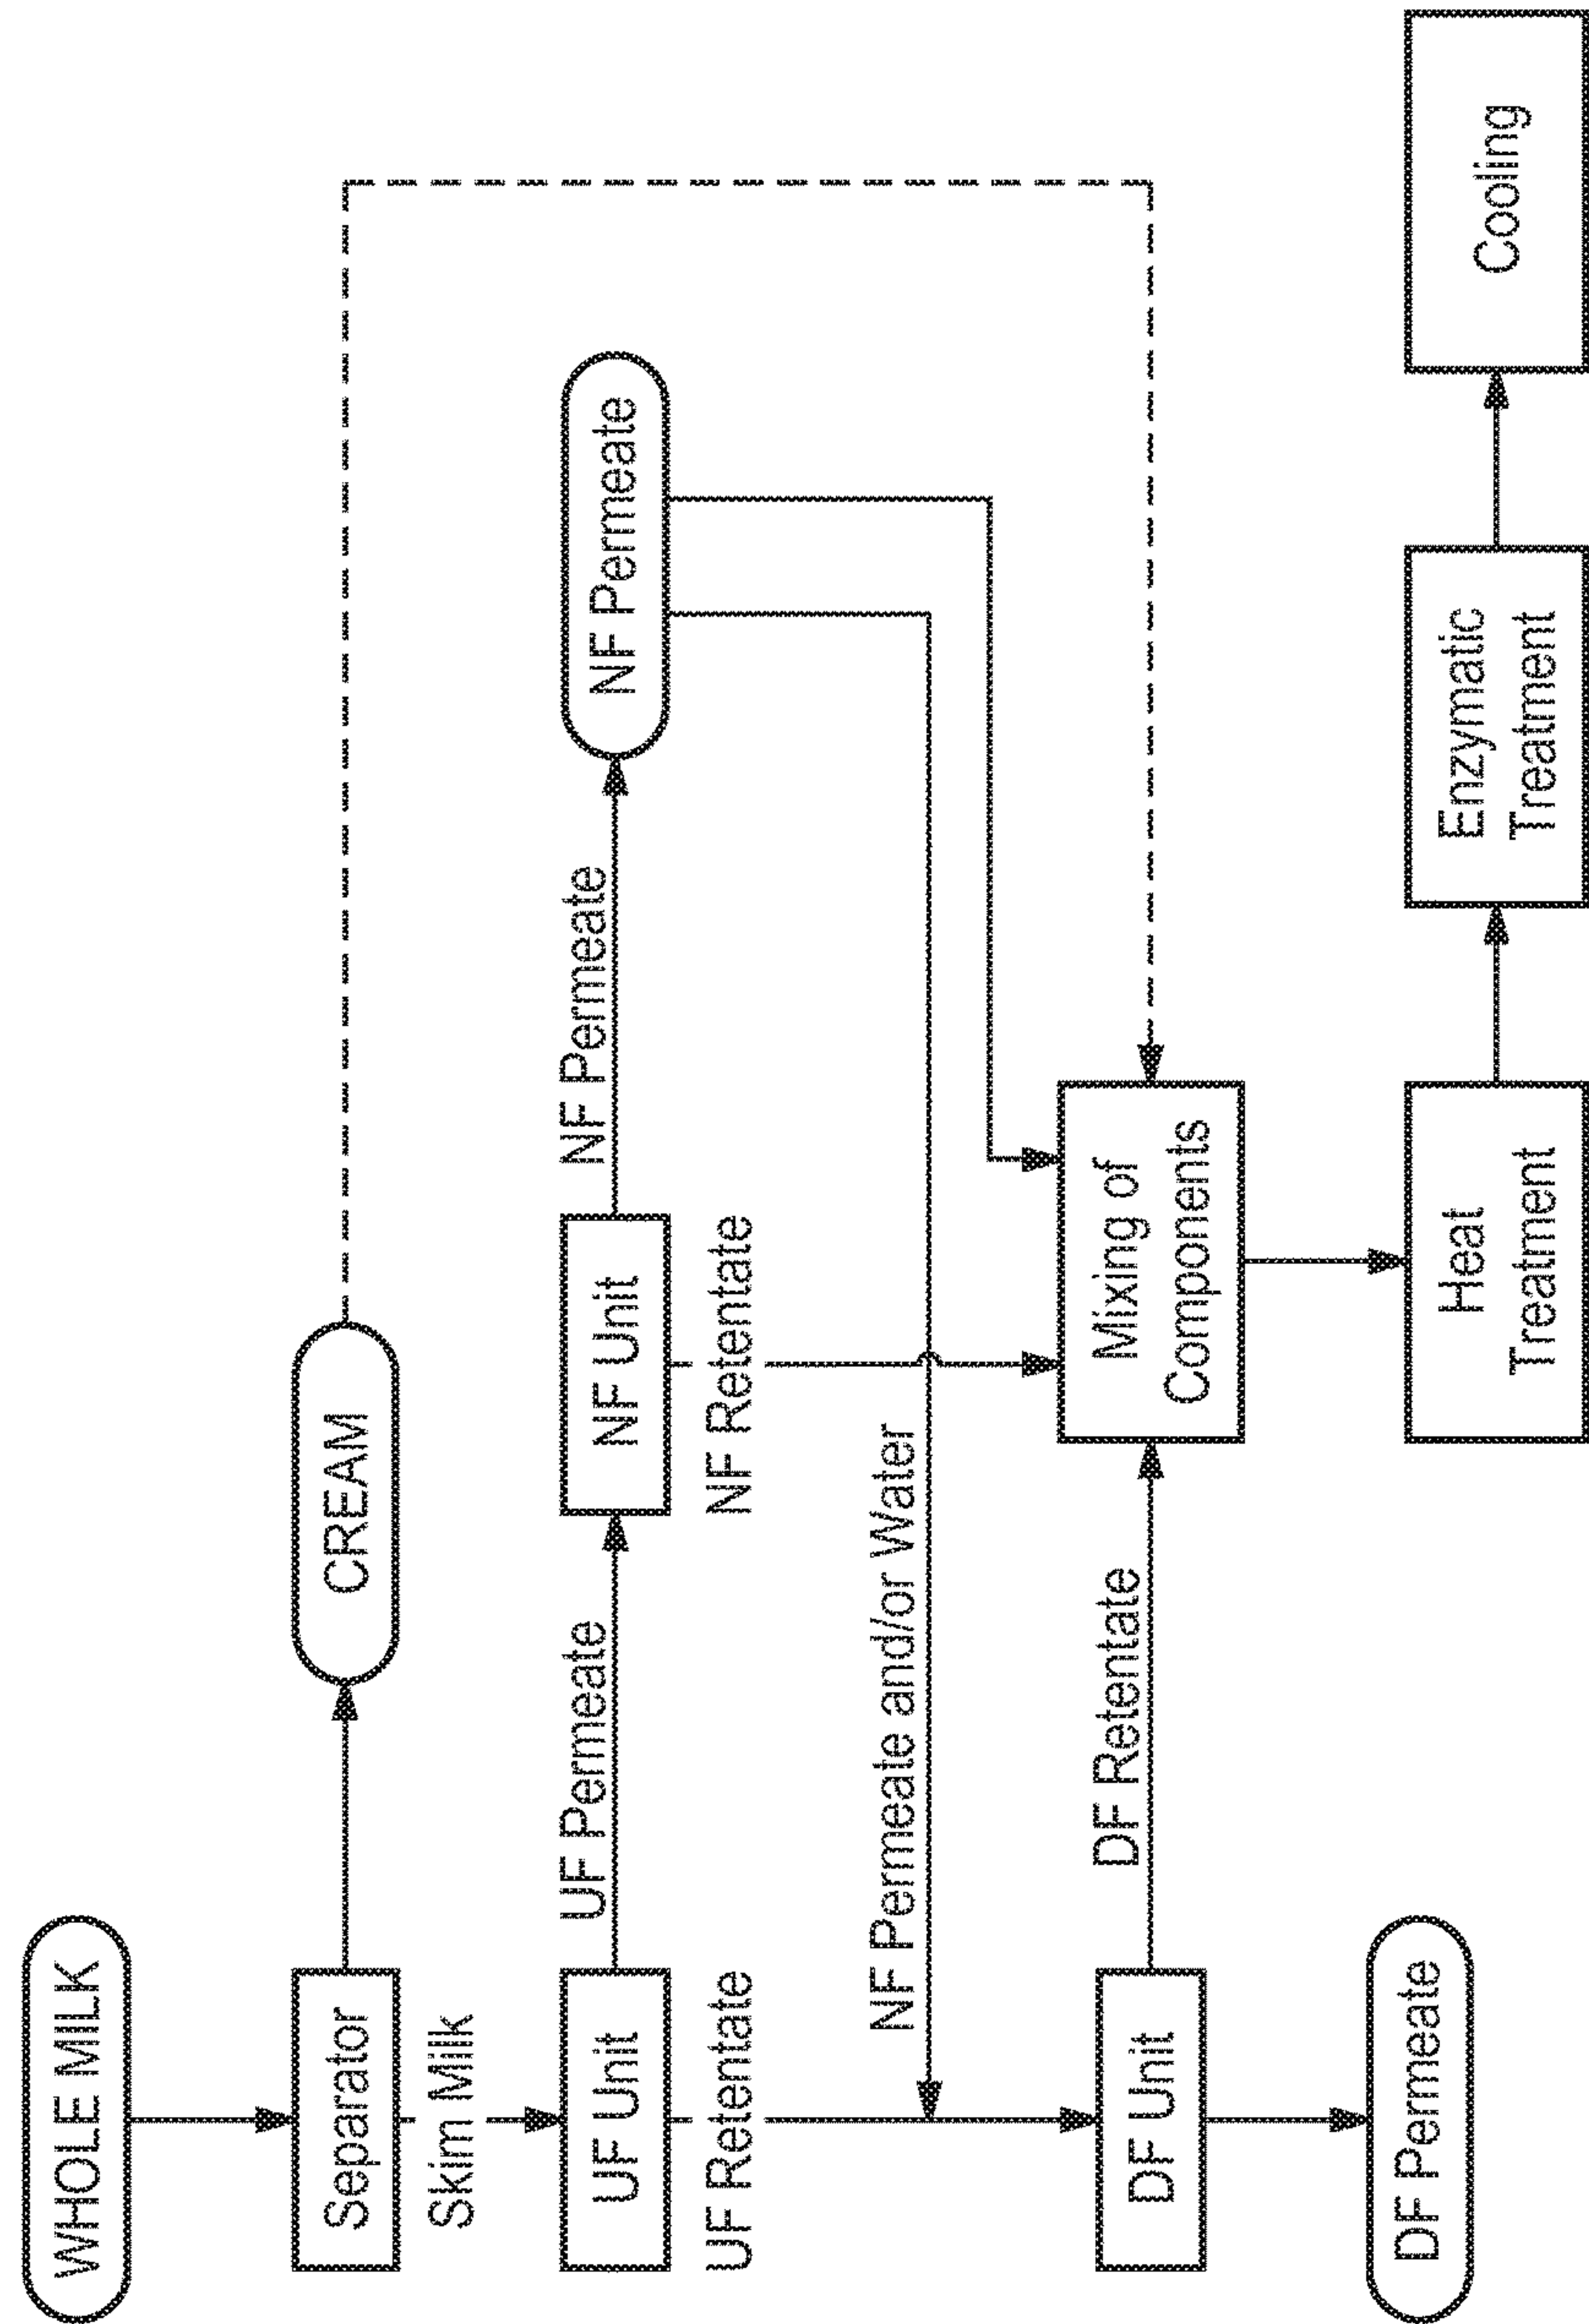 WHOLE MILK
Separator
CREAM
Skim Milk
UF Unit
UF Permeate
NF Unit
NF Permeate
NF Permeate
UF Retentate
NF Retentate
NF Permeate and/or Water
DF Unit
DF Retentate
Mixing of
Components
DF Permeate
Heat
Treatment
Enzymatic
Treatment
Cooling